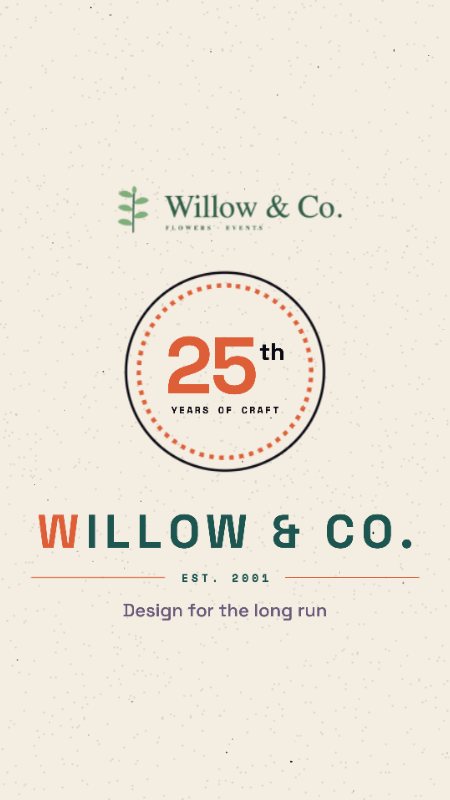 Willow & Co.
FLOWERS EVENTS
25th
YEARS OF CRAFT
WILLOW & CO.
EST. 2001
Design for the long run